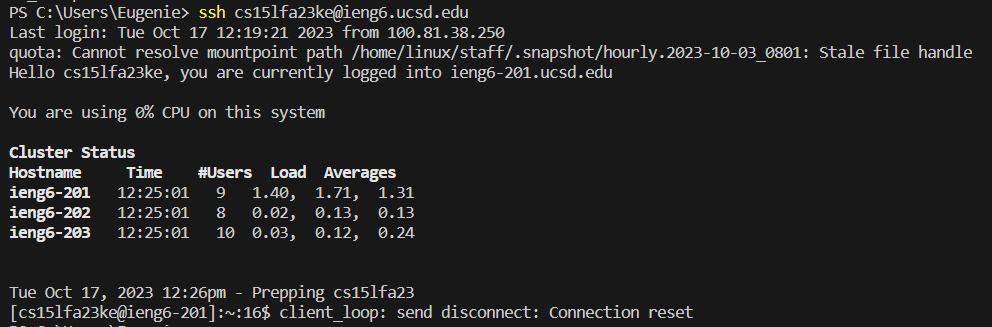 PS C:\Users\Eugenie> ssh cs15lfa23ke@ieng6.ucsd.edu
Last login: Tue Oct 17 12:19:21 2023 from 100.81.38.250
quota: Cannot resolve mountpoint path /home/linux/staff/.snapshot/hourly.2023-10-03_0801: Stale file handle
Hello cs15lfa23ke, you are currently logged into ieng6-201.ucsd.edu
You are using 0% CPU on this system
Cluster Status
Hostname Time #Users Load Averages
ieng6-201 12:25:01 9 1.40, 1.71, 1.31
ieng6-202 12:25:01 8 0.02, 0.13, 0.13
ieng6-203 12:25:01 10 0.03, 0.12, 0.24
Tue Oct 17, 2023 12:26pm - Prepping cs15lfa23
[cs15lfa23ke@ieng6-201]:~:16$ client_loop: send disconnect: Connection reset